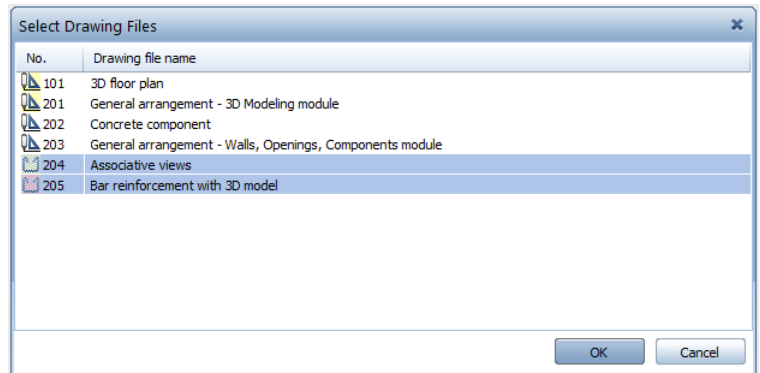 Select Drawing Files
No. Drawing file name
101 3D floor plan
201 General arrangement - 3D Modeling module
202 Concrete component
203 General arrangement - Walls, Openings, Components module
204 Associative views
205 Bar reinforcement with 3D model
OK Cancel